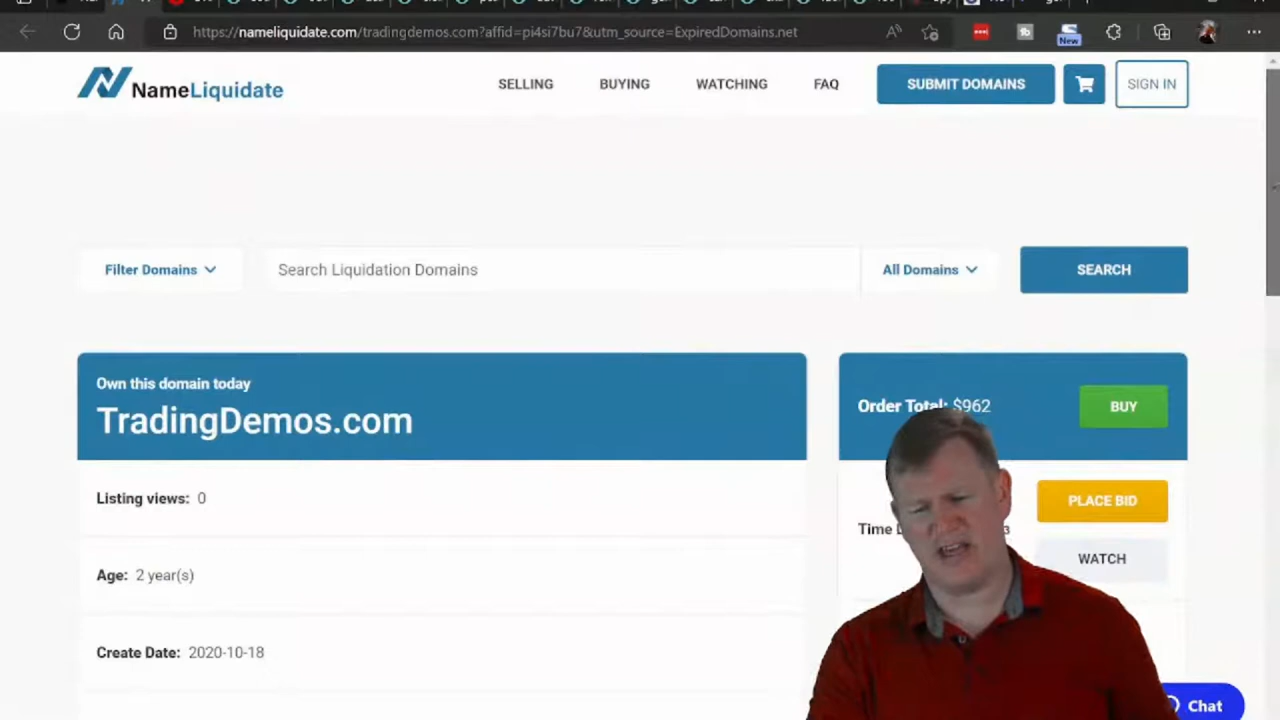 https://nameliquidate.com/tradingdemos.com?affid=pi4si7bu7&utm_source=ExpiredDomains.net
New
NameLiquidate
SELLING
BUYING
WATCHING
FAQ
SUBMIT DOMAINS
SIGN IN
Filter Domains
Search Liquidation Domains
All Domains
SEARCH
Own this domain today
TradingDemos.com
Order Total: $962
BUY
Listing views: 0
PLACE BID
Time
WATCH
Age: 2 year(s)
Create Date: 2020-10-18
Chat